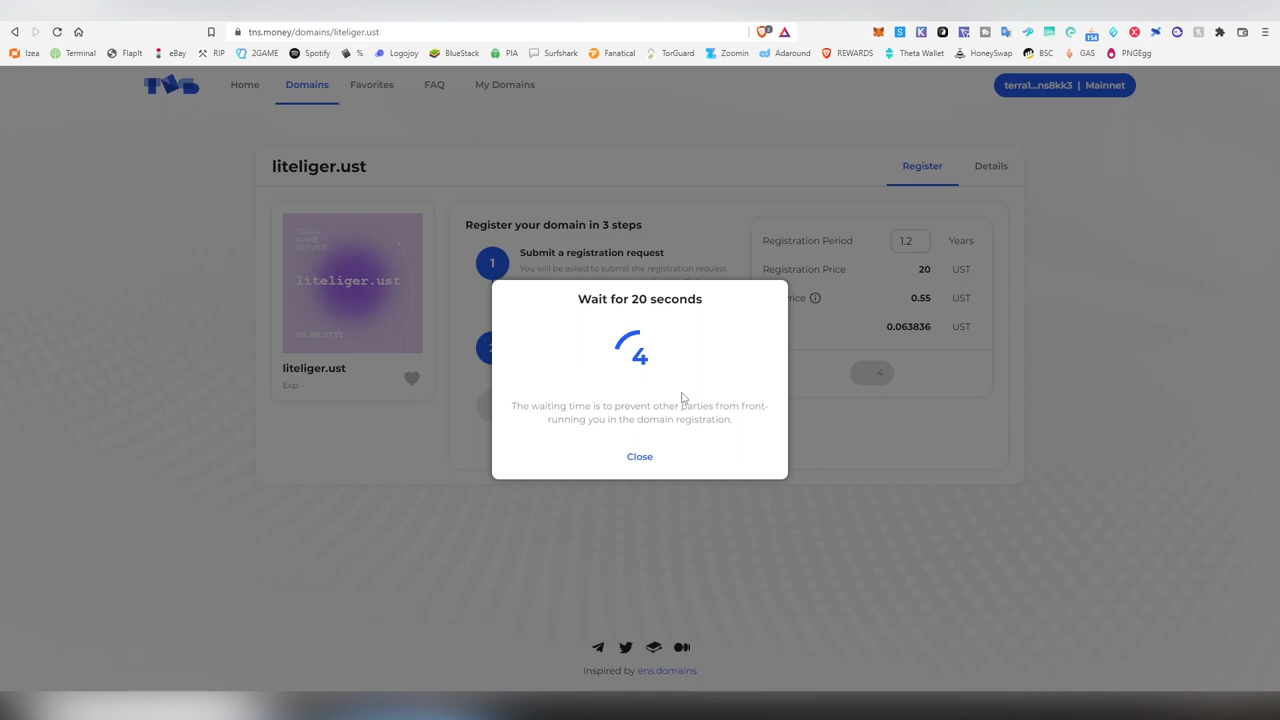 tns.money/domains/liteliger.ust
Izea Terminal FlapIt eBay RIP 2GAME Spotify % Logojoy BlueStack PIA Surfshark Fanatical TorGuard Zoomin Adaround REWARDS Theta Wallet HoneySwap BSC GAS PNGEgg
TNS Home Domains Favorites FAQ My Domains terra1...ns8kk3 | Mainnet
liteliger.ust Register Details
TERRA
NAME
SERVICE
liteliger.ust
liteliger.ust
Exp: -
Register your domain in 3 steps
1 Submit a registration request
You will be asked to submit the registration request.
Registration Period 1.2 Years
Registration Price 20 UST
rice 0.55 UST
0.063836 UST
4
Wait for 20 seconds
4
The waiting time is to prevent other parties from front-
running you in the domain registration.
Close
Inspired by ens.domains